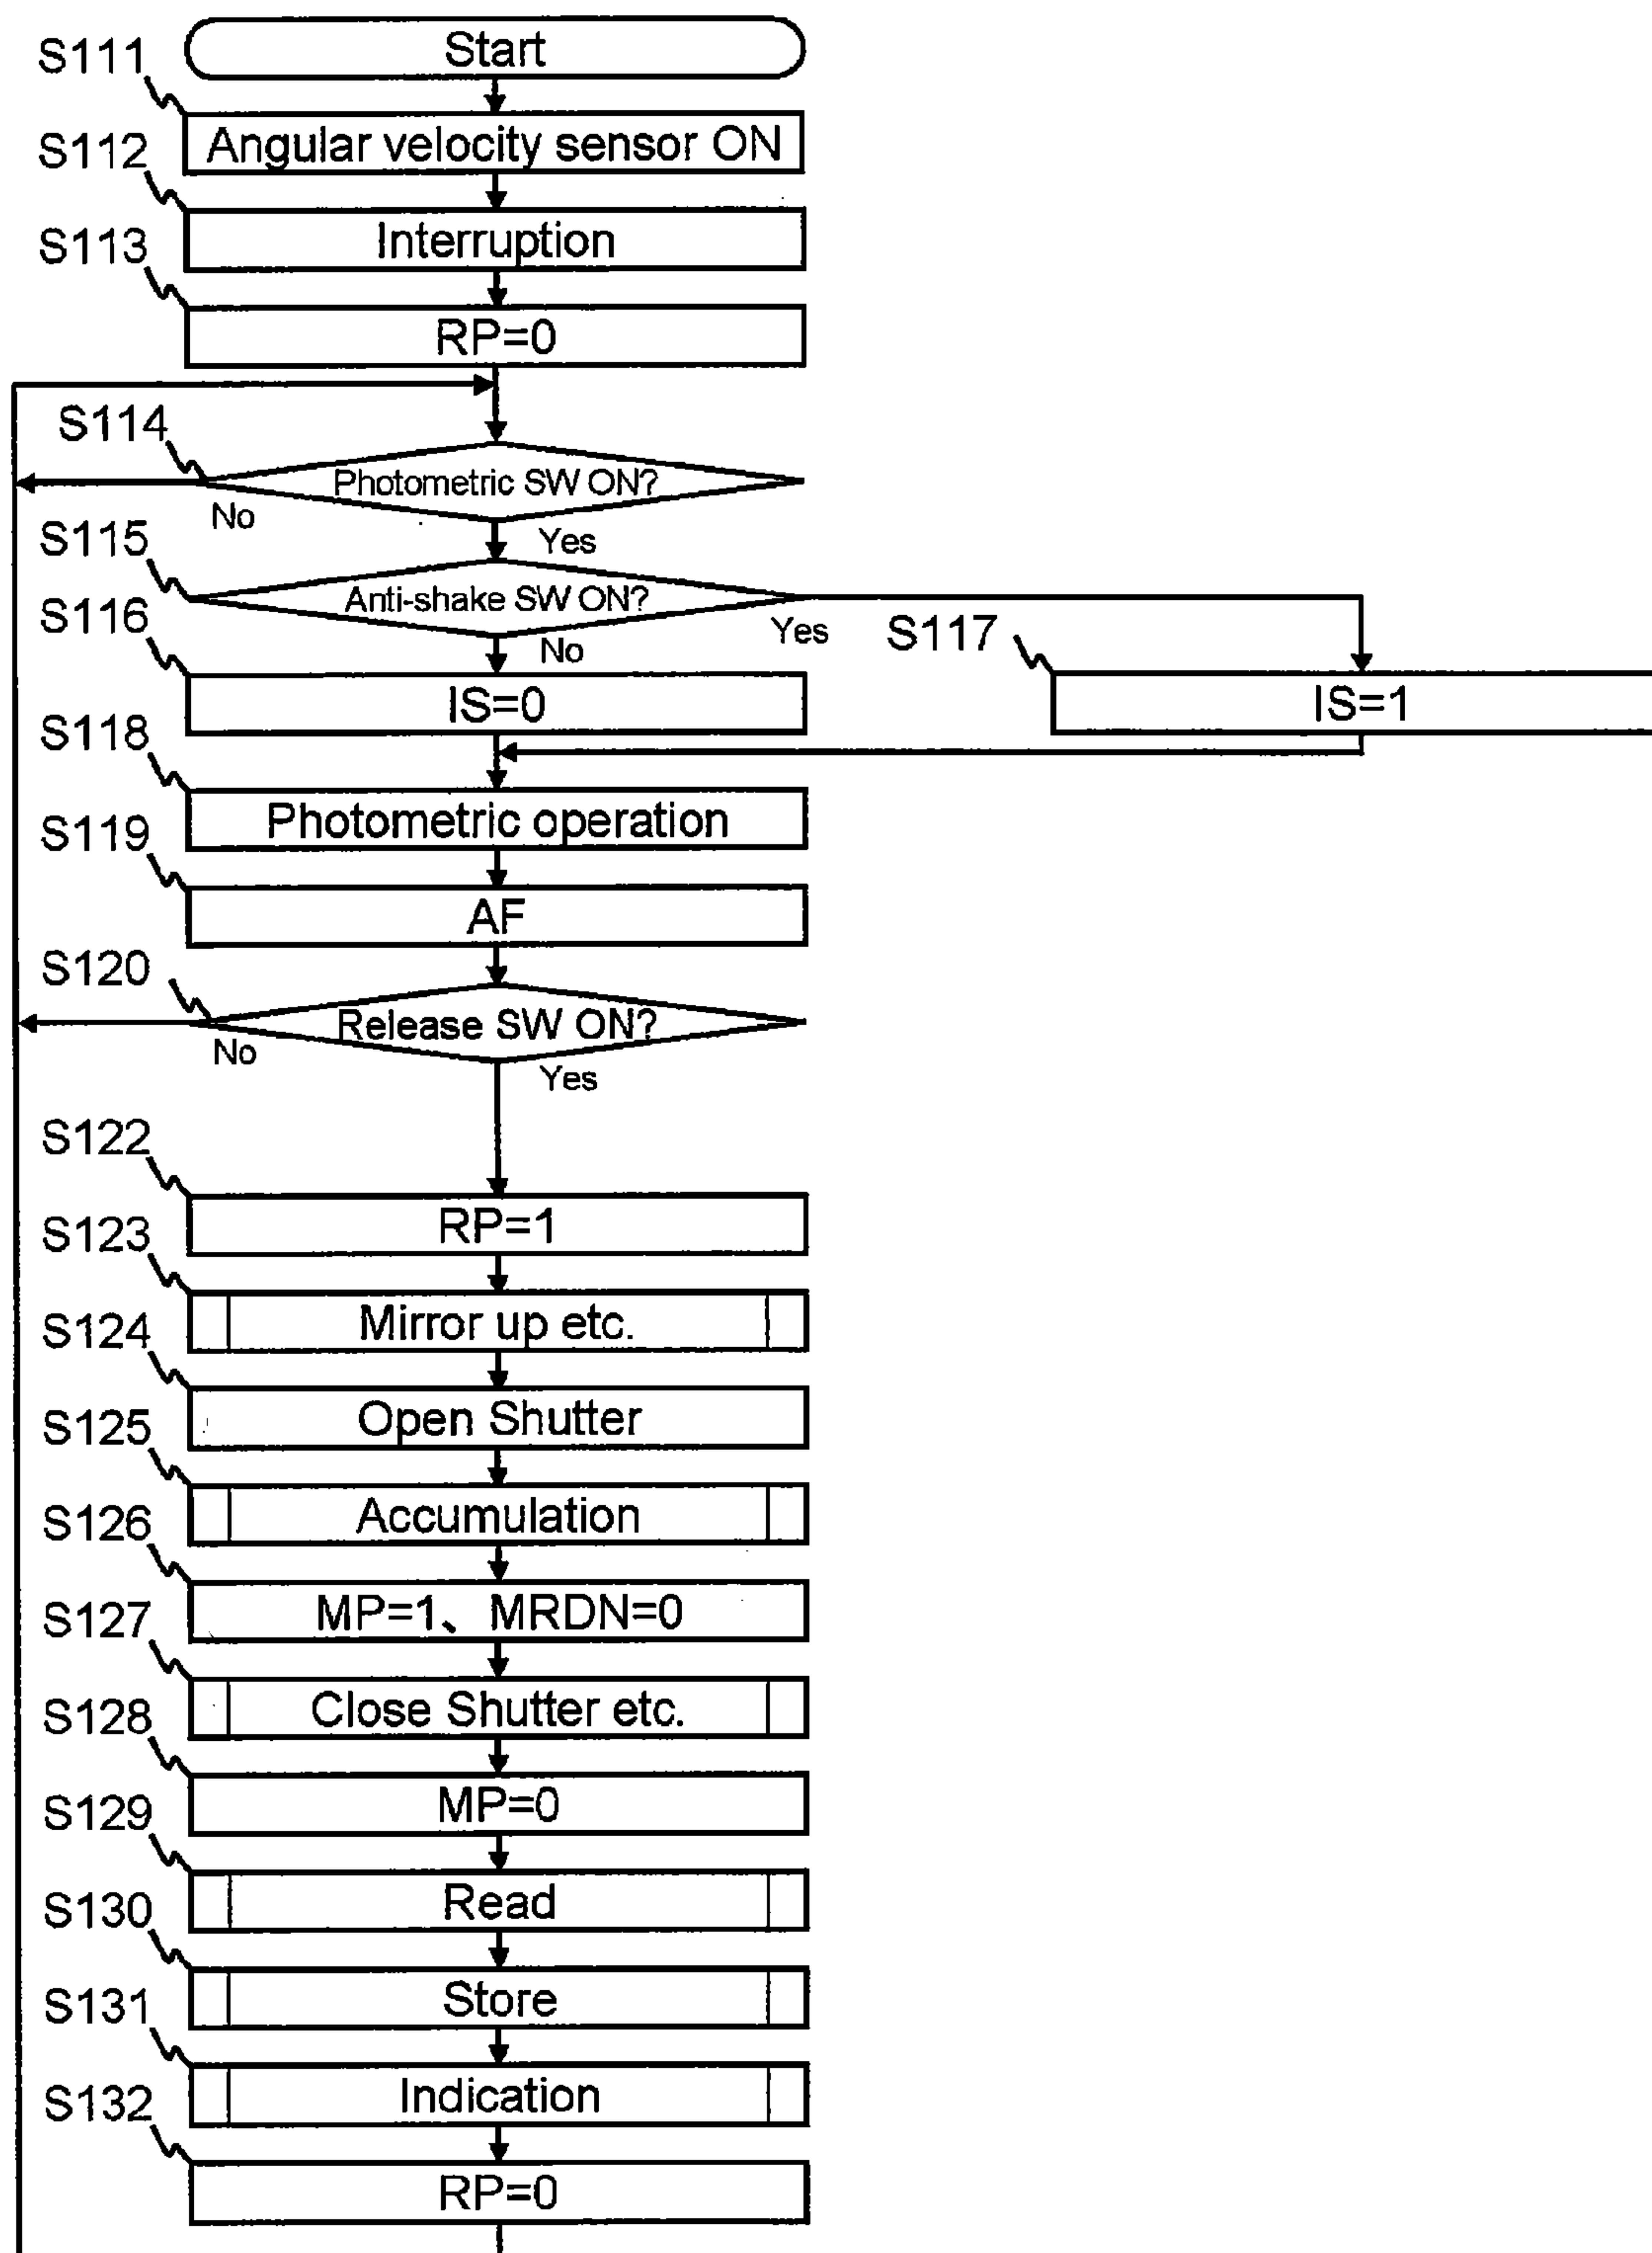 Start
S111
Angular velocity sensor ON
S112
Interruption
S113
RP=0
S114
Photometric SW ON?
No
Yes
S115
Anti-shake SW ON?
Yes
No
S116
IS=0
S117
IS=1
S118
Photometric operation
S119
AF
S120
Release SW ON?
No
Yes
S122
RP=1
S123
Mirror up etc.
S124
Open Shutter
S125
Accumulation
S126
MP=1、MRDN=0
S127
Close Shutter etc.
S128
MP=0
S129
Read
S130
Store
S131
Indication
S132
RP=0